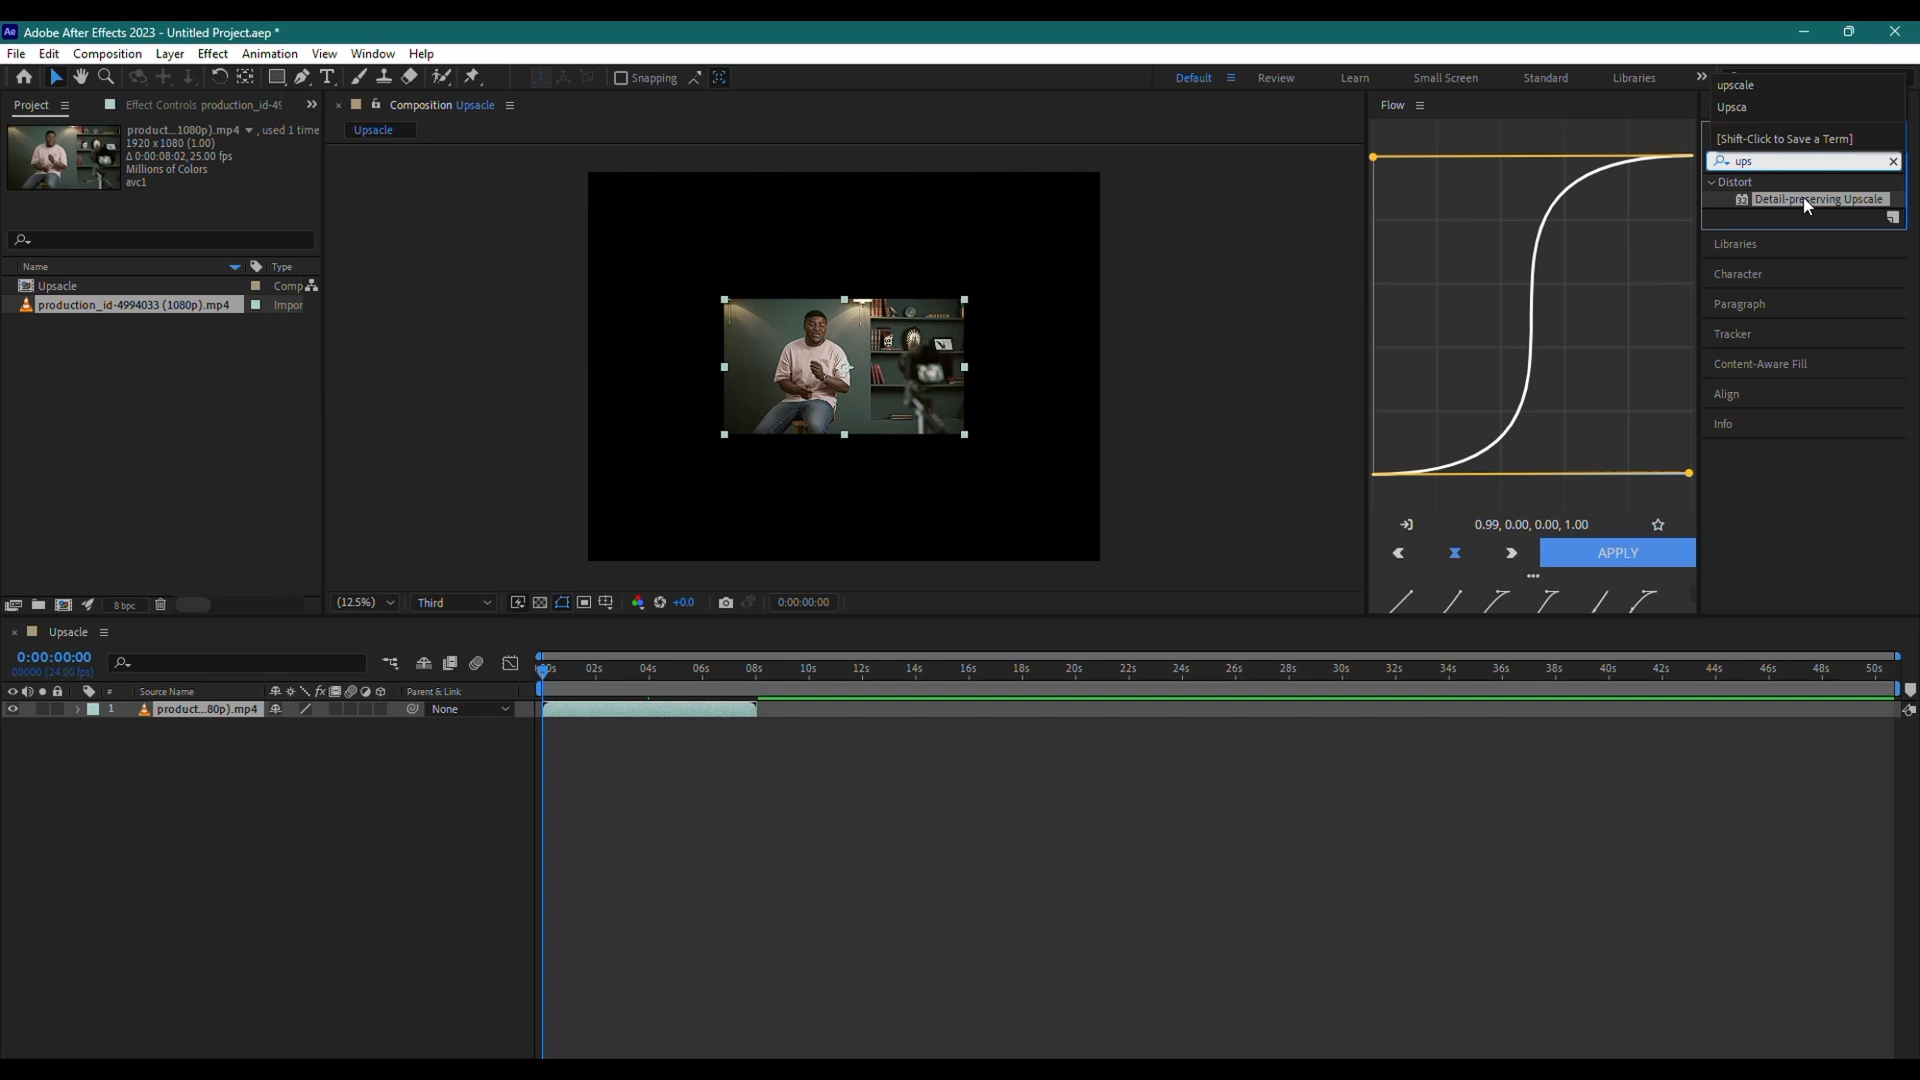 Ae Adobe After Effects 2023 - Untitled Project.aep *
File Edit Composition Layer Effect Animation View Window Help
Snapping
Default Review Learn Small Screen Standard Libraries
Project Effect Controls production_id-49
product...1080p).mp4 , used 1 time
1920 x 1080 (1.00)
Δ 0:00:08:02, 25.00 fps
Millions of Colors
avc1
Name Type
Upsacle Comp
production_id-4994033 (1080p).mp4 Impor
8 bpc
Composition Upsacle
Upsacle
(12.5%) Third +0.0 0:00:00:00
Flow
0.99, 0.00, 0.00, 1.00
APPLY
upscale
Upsca
[Shift-Click to Save a Term]
ups
Distort
32 Detail-preserving Upscale
Libraries
Character
Paragraph
Tracker
Content-Aware Fill
Align
Info
Upsacle
0:00:00:00
00000 (24.00 fps)
02s 04s 06s 08s 10s 12s 14s 16s 18s 20s 22s 24s 26s 28s 30s 32s 34s 36s 38s 40s 42s 44s 46s 48s 50s
# Source Name fx Parent & Link
1 product...80p).mp4 None